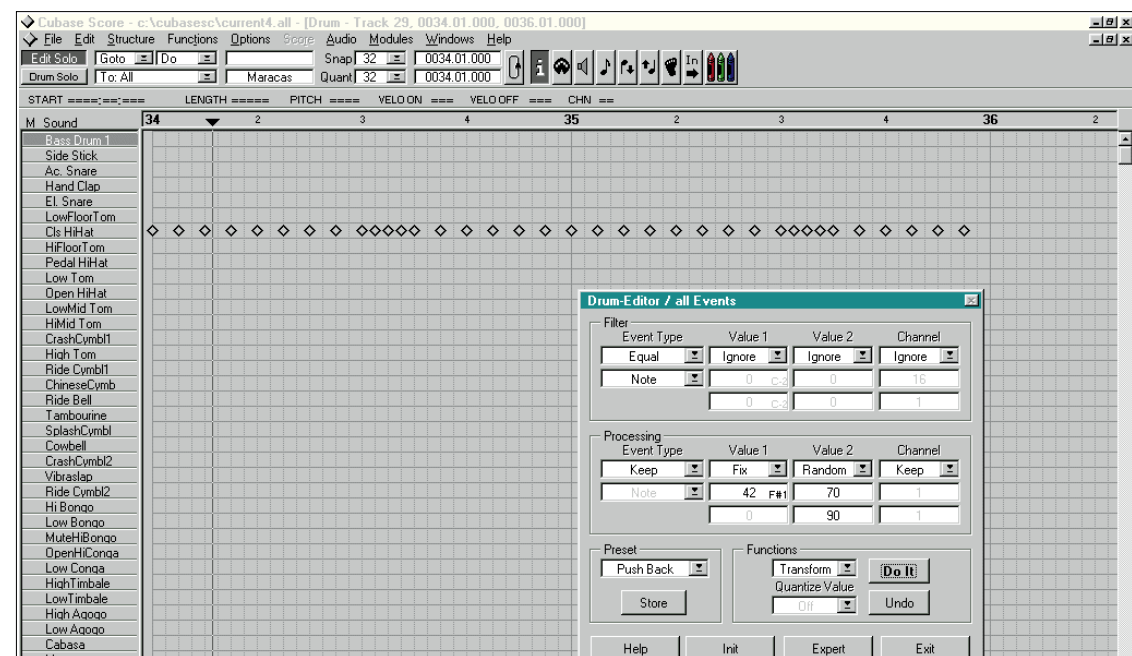 Cubase Score - c:\cubasesc\current4.all - [Drum - Track 29, 0034.01.000, 0036.01.000]
File Edit Structure Functions Options Score Audio Modules Windows Help
Edit Solo Goto Do Snap 32 0034.01.000 In
Drum Solo To: All Maracas Quant 32 0034.01.000
START ====:==:=== LENGTH ===== PITCH ==== VELO ON === VELO OFF === CHN ==
M Sound 34 2 3 4 35 2 3 4 36 2
Bass Drum 1
Side Stick
Ac. Snare
Hand Clap
El. Snare
LowFloorTom
Cls HiHat
HiFloorTom
Pedal HiHat
Low Tom
Open HiHat
LowMid Tom
HiMid Tom
CrashCymbl1
High Tom
Ride Cymbl1
ChineseCymb
Ride Bell
Tambourine
SplashCymbl
Cowbell
CrashCymbl2
Vibraslap
Ride Cymbl2
Hi Bongo
Low Bongo
MuteHiBongo
OpenHiConga
Low Conga
HighTimbale
LowTimbale
High Agogo
Low Agogo
Cabasa
Drum-Editor / all Events
Filter
Event Type Value 1 Value 2 Channel
Equal Ignore Ignore Ignore
Note 0 C-2 0 16
0 C-2 0 1
Processing
Event Type Value 1 Value 2 Channel
Keep Fix Random Keep
Note 42 F#1 70 1
0 90 1
Preset Functions
Push Back Transform Do It
Quantize Value
Store Off Undo
Help Init Expert Exit